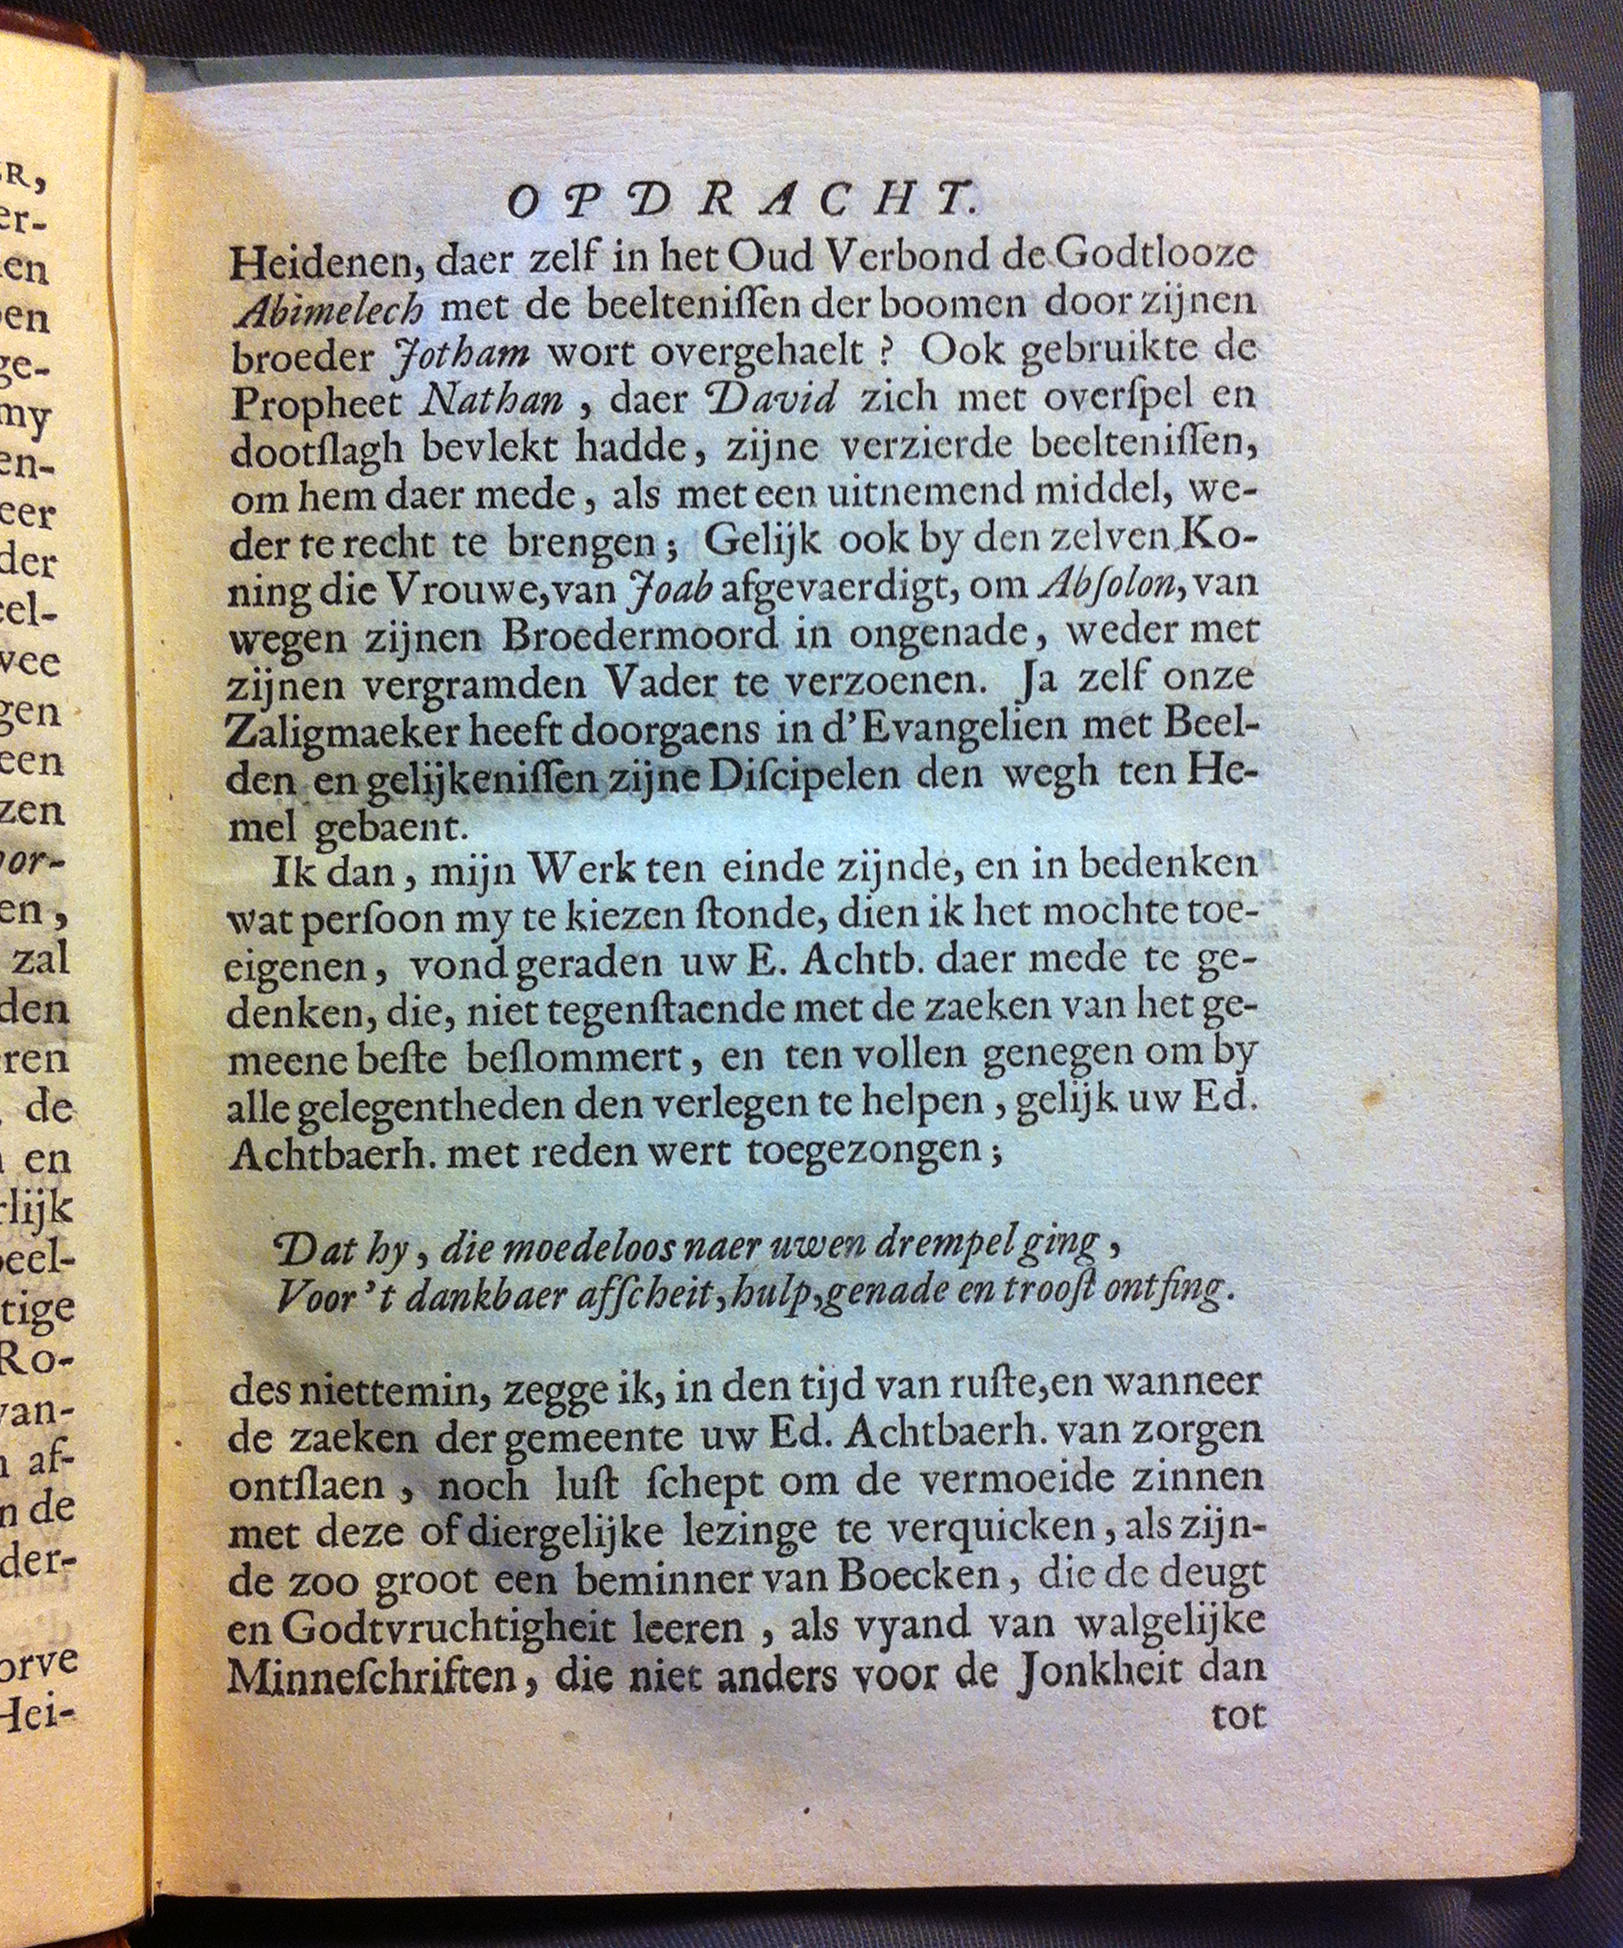 OPDRACHT.
Heidenen, daer zelf in het Oud Verbond de Godtlooze
Abimelech met de beelteniſſen der boomen door zijnen
broeder Jotham wort overgehaelt ? Ook gebruikte de
Propheet Nathan , daer David zich met overſpel en
dootſlagh bevlekt hadde, zijne verzierde beelteniſſen,
om hem daer mede, als met een uitnemend middel, we-
der te recht te brengen; Gelijk ook by den zelven Ko-
ning die Vrouwe, van Joab afgevaerdigt, om Abſolon, van
wegen zijnen Broedermoord in ongenade, weder met
zijnen vergramden Vader te verzoenen. Ja zelf onze
Zaligmaeker heeft doorgaens in d'Evangelien met Beel-
den en gelijkeniſſen zijne Diſcipelen den wegh ten He-
mel gebaent.
Ik dan, mijn Werk ten einde zijnde, en in bedenken
wat perſoon my te kiezen ſtonde, dien ik het mochte toe-
eigenen, vond geraden uw E. Achtb. daer mede te ge-
denken, die, niet tegenſtaende met de zaeken van het ge-
meene beſte beſlommert, en ten vollen genegen om by
alle gelegentheden den verlegen te helpen, gelijk uw Ed.
Achtbaerh. met reden wert toegezongen;
Dat hy, die moedeloos naer uwen drempel ging,
Voor 't dankbaer afſcheit, hulp, genade en trooſt ontfing.
des niettemin, zegge ik, in den tijd van ruſte, en wanneer
de zaeken der gemeente uw Ed. Achtbaerh. van zorgen
ontſlaen, noch luſt ſchept om de vermoeide zinnen
met deze of diergelijke lezinge te verquicken, als zijn-
de zoo groot een beminner van Boecken, die de deugt
en Godtvruchtigheit leeren, als vyand van walgelijke
Minneſchriften, die niet anders voor de Jonkheit dan
tot